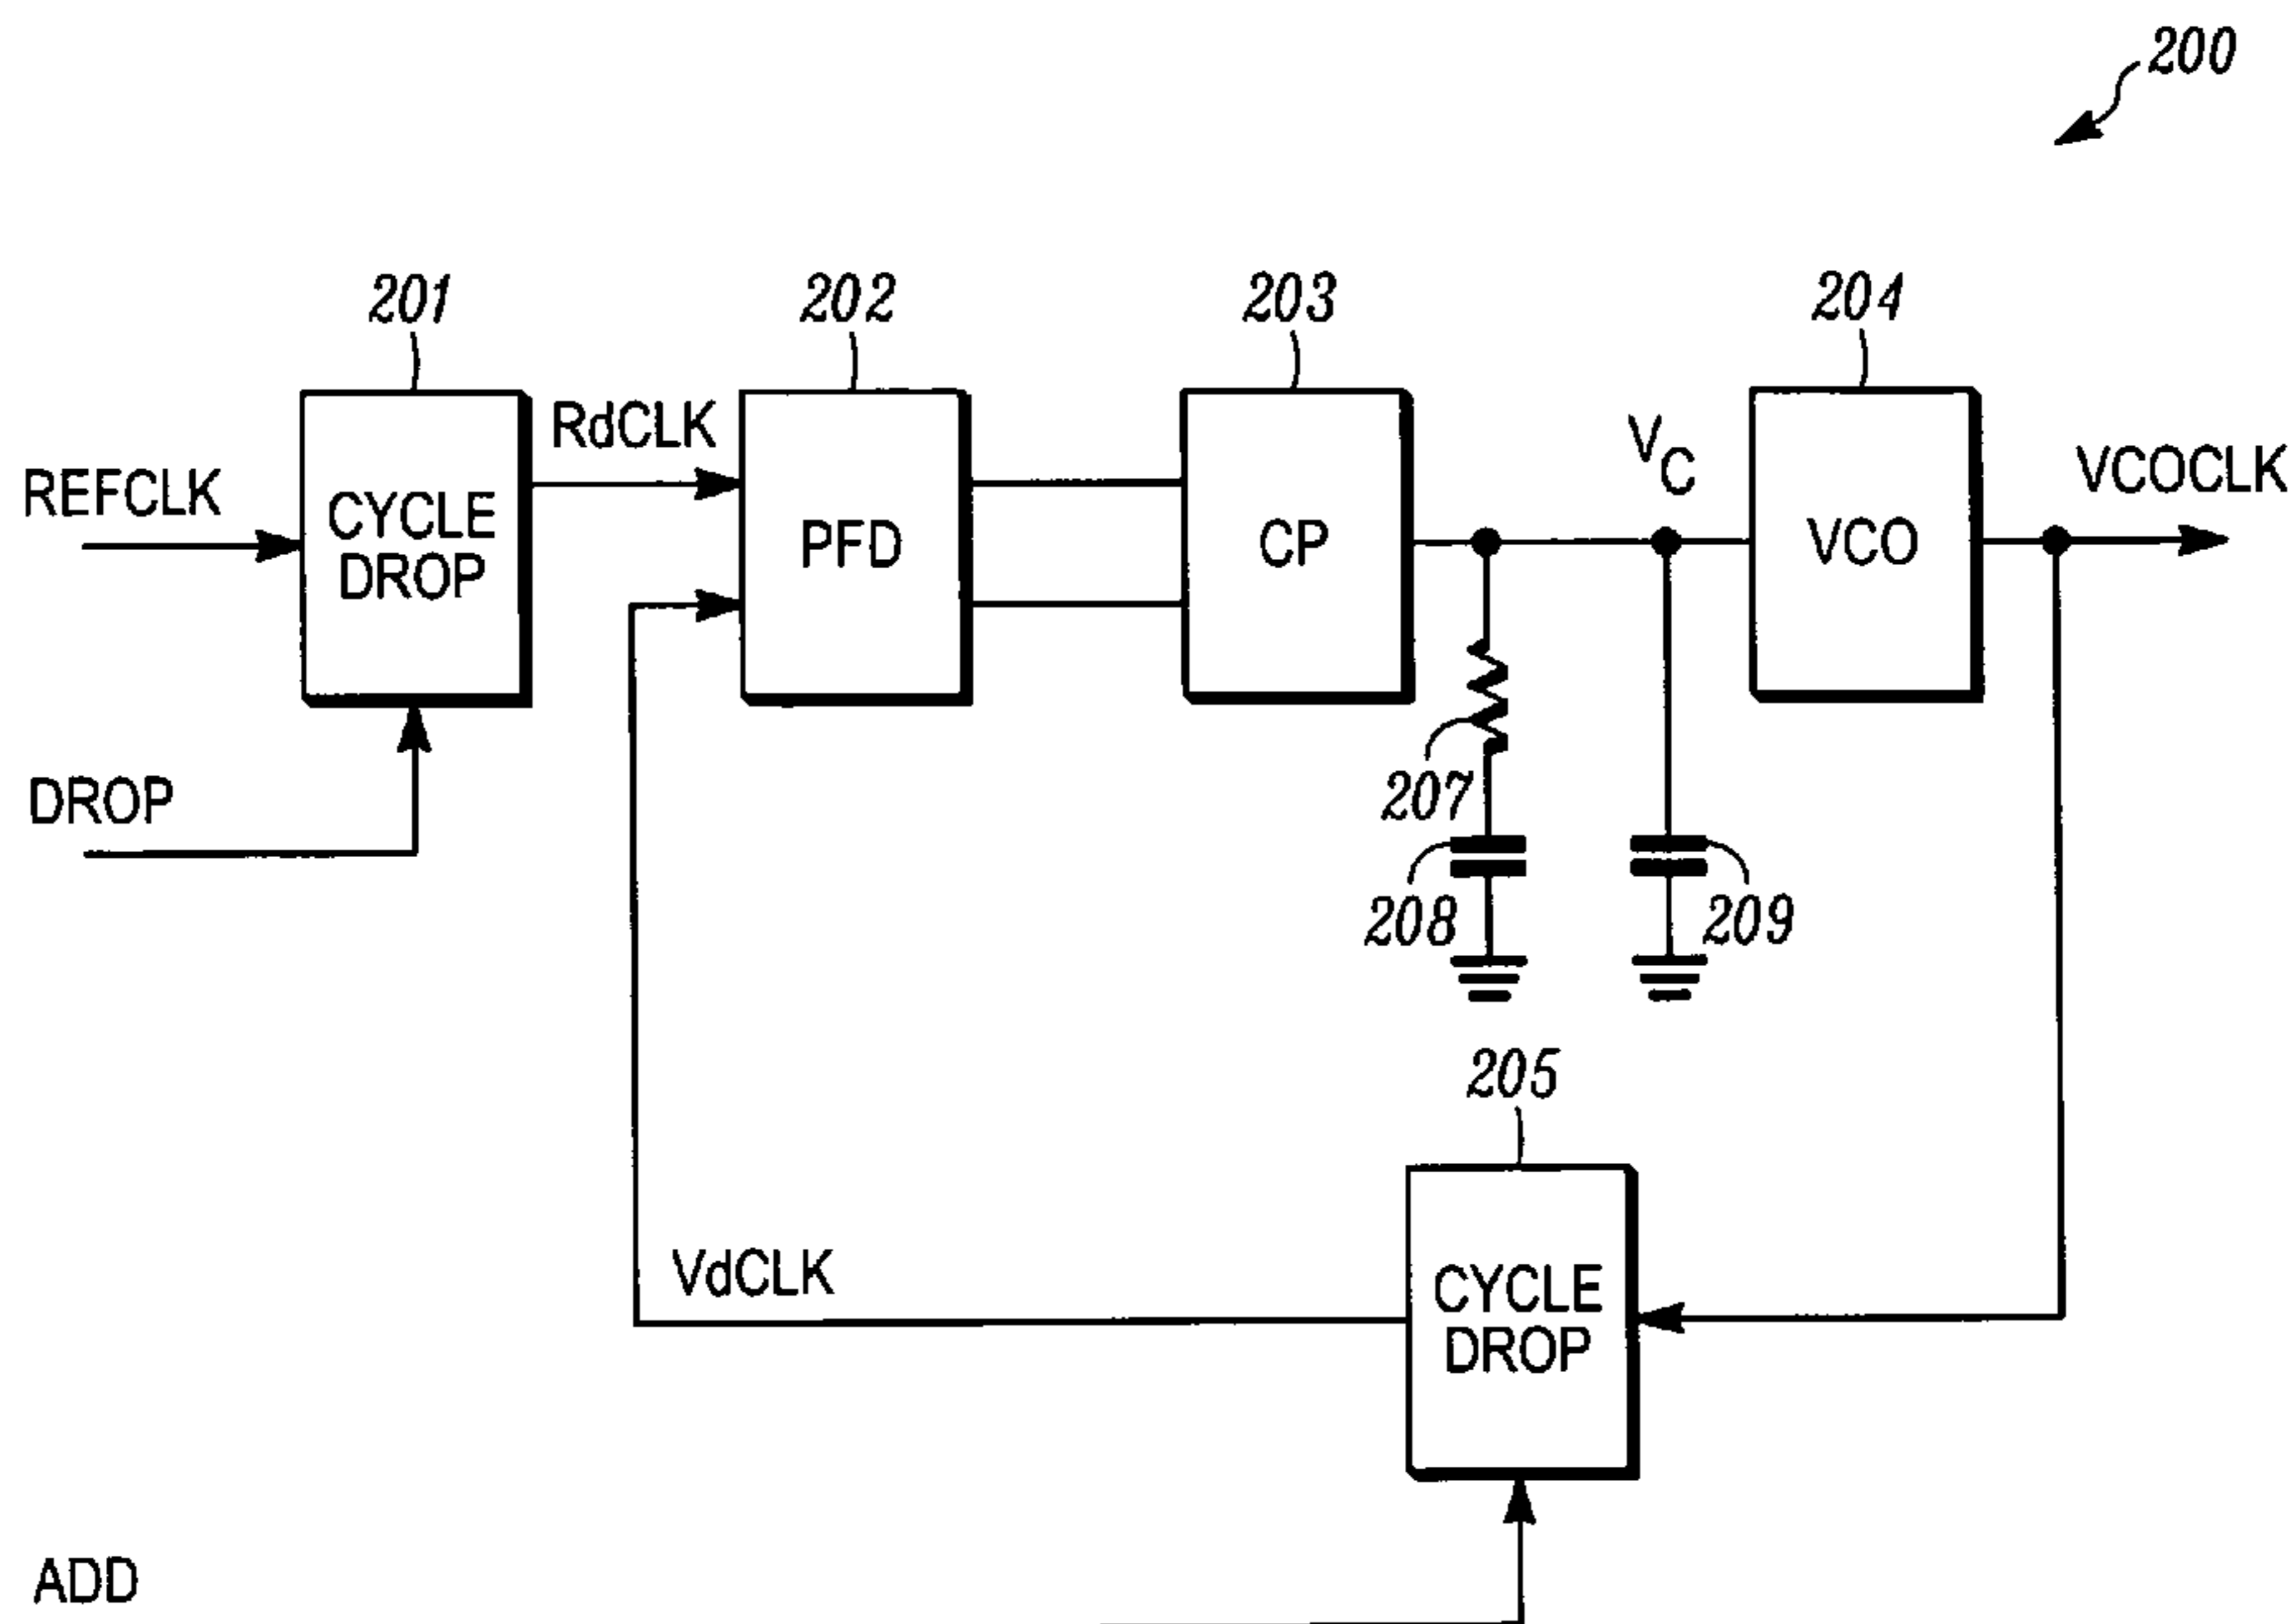 200
201
202
203
204
REFCLK
CYCLE
DROP
RdCLK
PFD
CP
V
C
VCO
VCOCLK
DROP
207
208
209
205
VdCLK
CYCLE
DROP
ADD